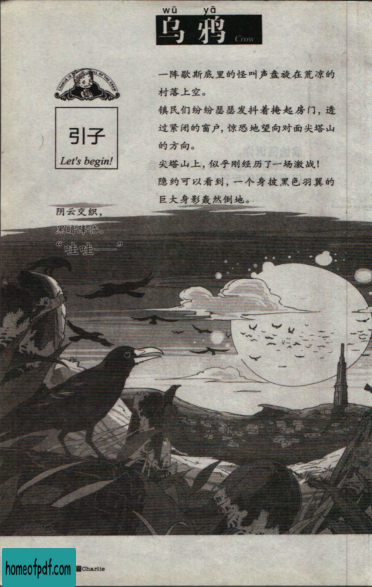 wū yā
乌鸦
Crow
引子
Let's begin!
一阵歇斯底里的怪叫声盘旋在荒凉的
村落上空。
镇民们纷纷瑟瑟发抖着掩起房门，透
过紧闭的窗户，惊恐地望向对面尖塔山
的方向。
尖塔山上，似乎刚经历了一场激战！
隐约可以看到，一个身披黑色羽翼的
巨大身影轰然倒地。
阴云交织，
“哇哇——”
Charlie
homeofpdf.com